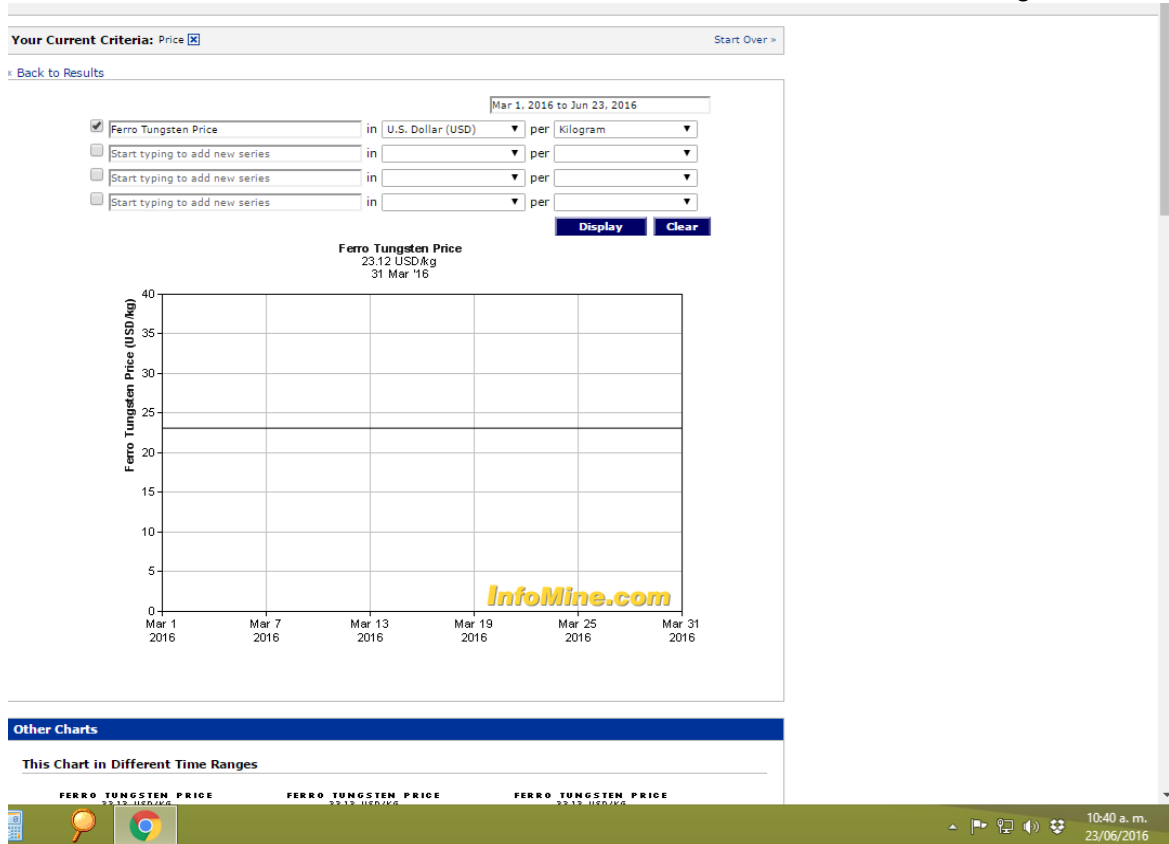 Your Current Criteria: Price Start Over »
« Back to Results
Mar 1, 2016 to Jun 23, 2016
Ferro Tungsten Price in U.S. Dollar (USD) per Kilogram
Start typing to add new series in per
Start typing to add new series in per
Start typing to add new series in per
Display Clear
Ferro Tungsten Price
23.12 USD/kg
31 Mar '16
Ferro Tungsten Price (USD/kg)
40
35
30
25
20
15
10
5
0
InfoMine.com
Mar 1 Mar 7 Mar 13 Mar 19 Mar 25 Mar 31
2016 2016 2016 2016 2016 2016
Other Charts
This Chart in Different Time Ranges
FERRO TUNGSTEN PRICE FERRO TUNGSTEN PRICE FERRO TUNGSTEN PRICE
10:40 a. m.
23/06/2016